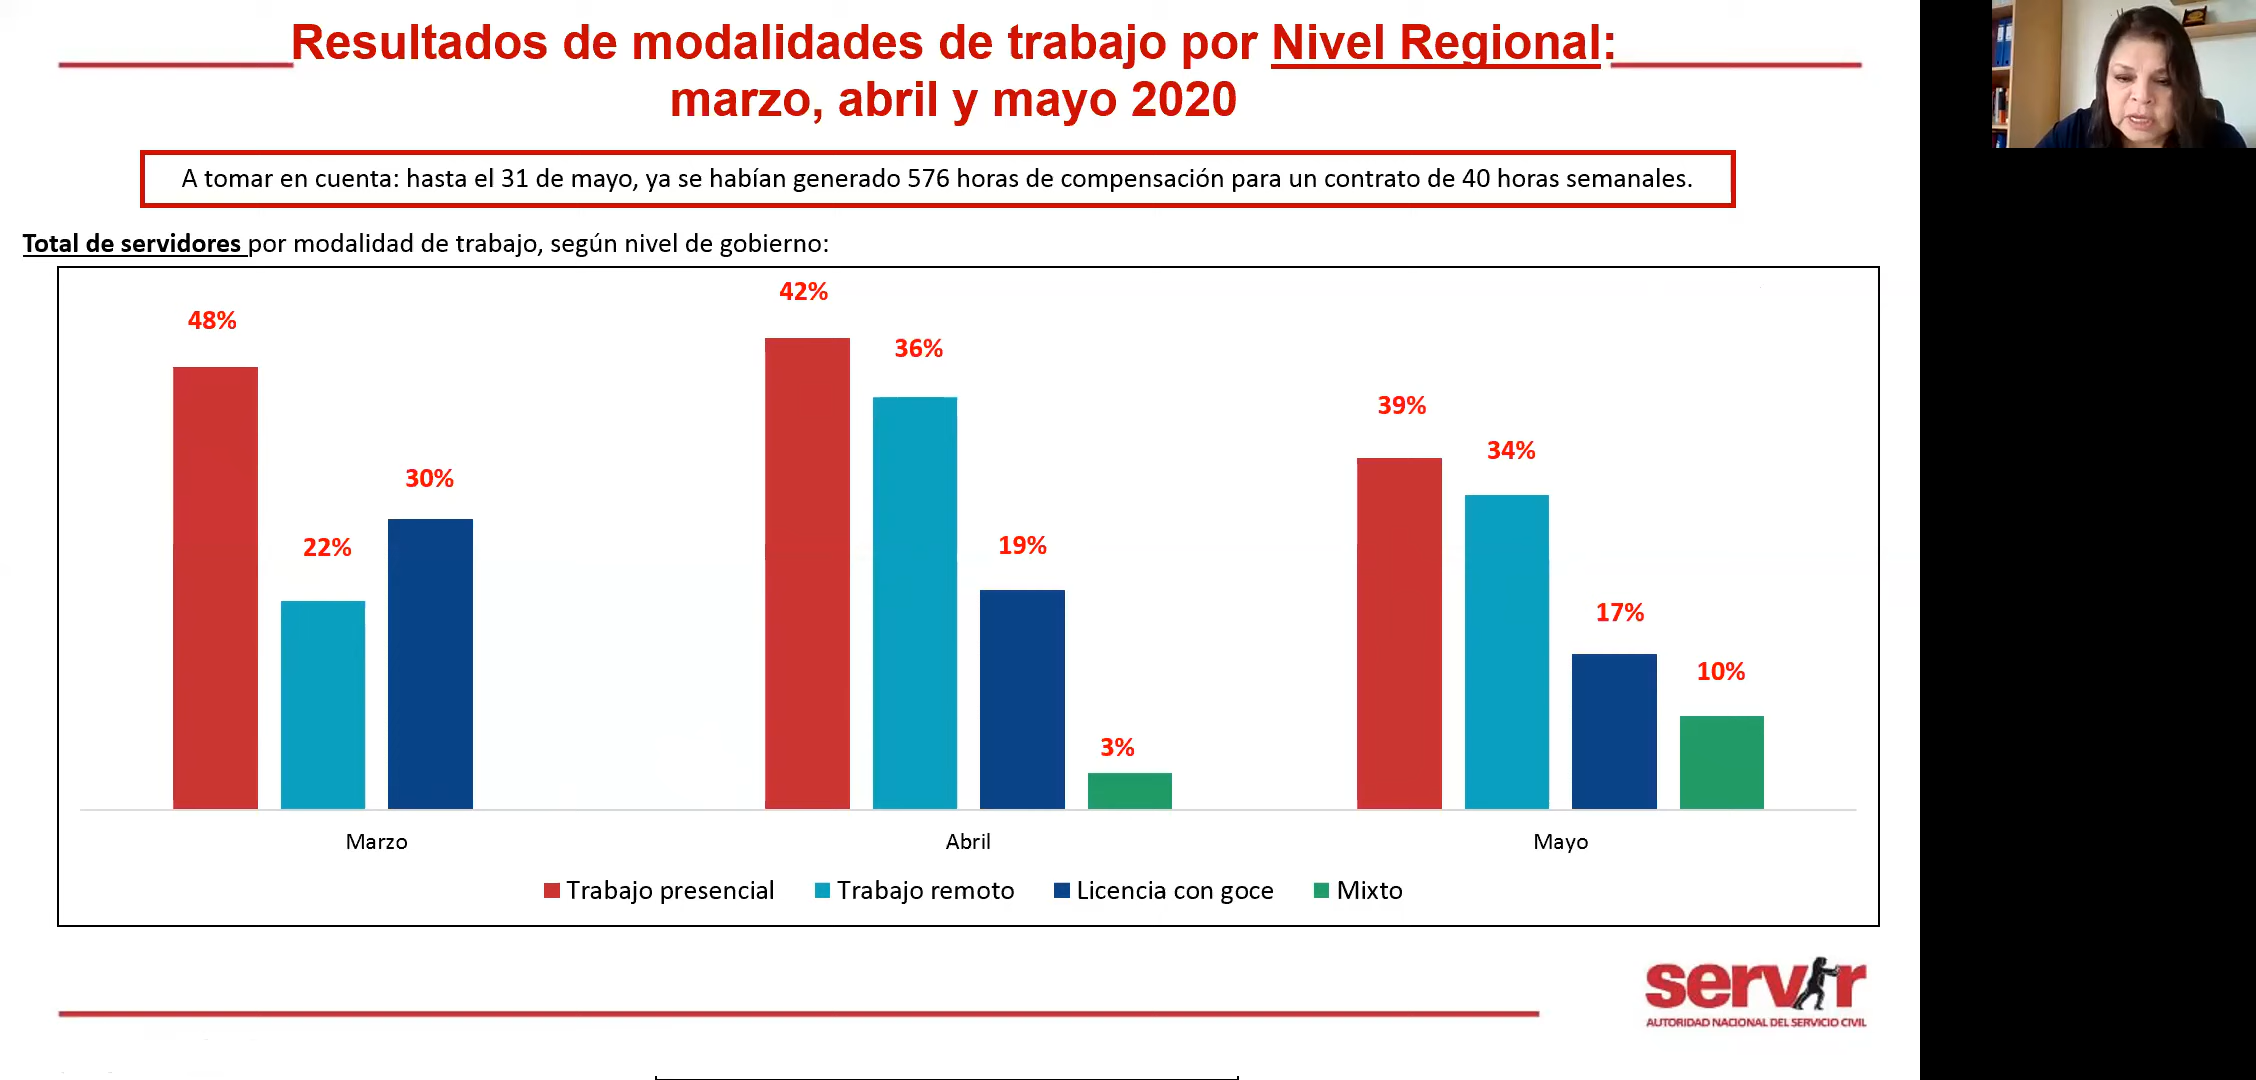 Resultados de modalidades de trabajo por Nivel Regional:
marzo, abril y mayo 2020
A tomar en cuenta: hasta el 31 de mayo, ya se habían generado 576 horas de compensación para un contrato de 40 horas semanales.
Total de servidores por modalidad de trabajo, según nivel de gobierno:
48%
22%
30%
42%
36%
19%
3%
39%
34%
17%
10%
Marzo
Abril
Mayo
Trabajo presencial
Trabajo remoto
Licencia con goce
Mixto
servir
AUTORIDAD NACIONAL DEL SERVICIO CIVIL